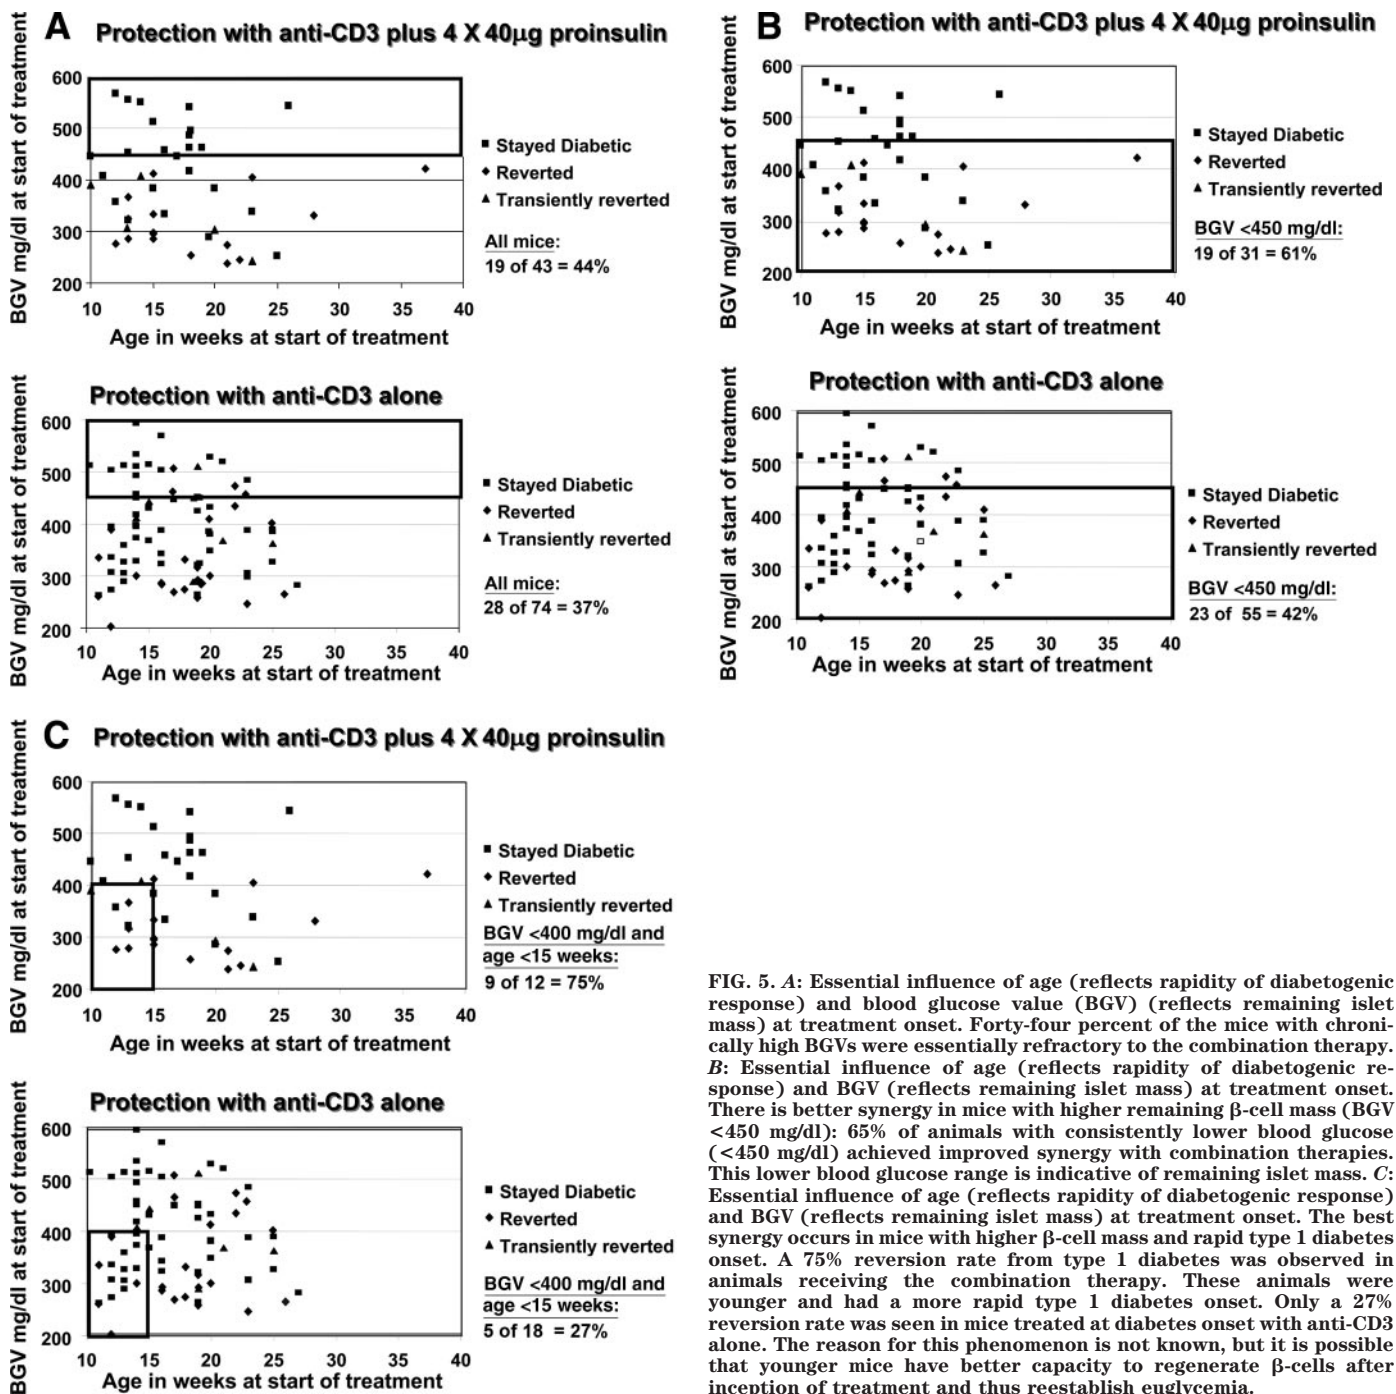 A Protection with anti-CD3 plus 4 X 40μg proinsulin
BGV mg/dl at start of treatment
600
500
400
300
200
10 15 20 25 30 35 40
Age in weeks at start of treatment
Stayed Diabetic
Reverted
Transiently reverted
All mice:
19 of 43 = 44%
Protection with anti-CD3 alone
BGV mg/dl at start of treatment
600
500
400
300
200
10 15 20 25 30 35 40
Age in weeks at start of treatment
Stayed Diabetic
Reverted
Transiently reverted
All mice:
28 of 74 = 37%
B Protection with anti-CD3 plus 4 X 40μg proinsulin
BGV mg/dl at start of treatment
600
500
400
300
200
10 15 20 25 30 35 40
Age in weeks at start of treatment
Stayed Diabetic
Reverted
Transiently reverted
BGV <450 mg/dl:
19 of 31 = 61%
Protection with anti-CD3 alone
BGV mg/dl at start of treatment
600
500
400
300
200
10 15 20 25 30 35 40
Age in weeks at start of treatment
Stayed Diabetic
Reverted
Transiently reverted
BGV <450 mg/dl:
23 of 55 = 42%
C Protection with anti-CD3 plus 4 X 40μg proinsulin
BGV mg/dl at start of treatment
600
500
400
300
200
10 15 20 25 30 35 40
Age in weeks at start of treatment
Stayed Diabetic
Reverted
Transiently reverted
BGV <400 mg/dl and
age <15 weeks:
9 of 12 = 75%
Protection with anti-CD3 alone
BGV mg/dl at start of treatment
600
500
400
300
200
10 15 20 25 30 35 40
Age in weeks at start of treatment
Stayed Diabetic
Reverted
Transiently reverted
BGV <400 mg/dl and
age <15 weeks:
5 of 18 = 27%
FIG. 5. A: Essential influence of age (reflects rapidity of diabetogenic
response) and blood glucose value (BGV) (reflects remaining islet
mass) at treatment onset. Forty-four percent of the mice with chroni-
cally high BGVs were essentially refractory to the combination therapy.
B: Essential influence of age (reflects rapidity of diabetogenic re-
sponse) and BGV (reflects remaining islet mass) at treatment onset.
There is better synergy in mice with higher remaining β-cell mass (BGV
<450 mg/dl): 65% of animals with consistently lower blood glucose
(<450 mg/dl) achieved improved synergy with combination therapies.
This lower blood glucose range is indicative of remaining islet mass. C:
Essential influence of age (reflects rapidity of diabetogenic response)
and BGV (reflects remaining islet mass) at treatment onset. The best
synergy occurs in mice with higher β-cell mass and rapid type 1 diabetes
onset. A 75% reversion rate from type 1 diabetes was observed in
animals receiving the combination therapy. These animals were
younger and had a more rapid type 1 diabetes onset. Only a 27%
reversion rate was seen in mice treated at diabetes onset with anti-CD3
alone. The reason for this phenomenon is not known, but it is possible
that younger mice have better capacity to regenerate β-cells after
inception of treatment and thus reestablish euglycemia.